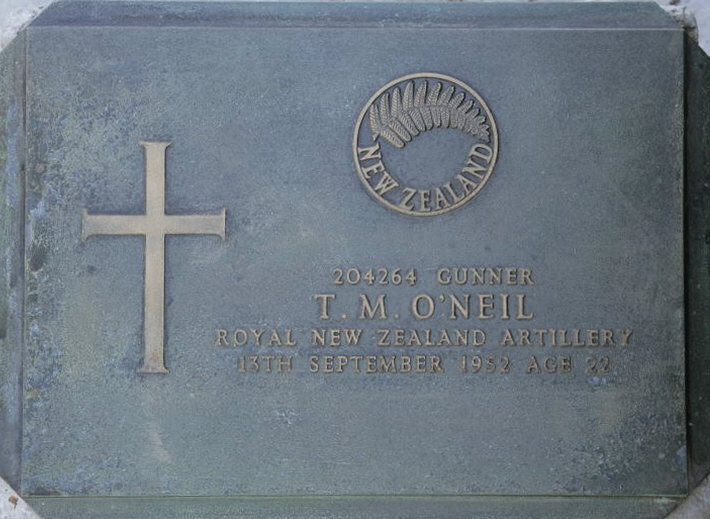 NEW ZEALAND
204264 GUNNER
T. M. O'NEIL
ROYAL NEW ZEALAND ARTILLERY
13TH SEPTEMBER 1952 AGE 22